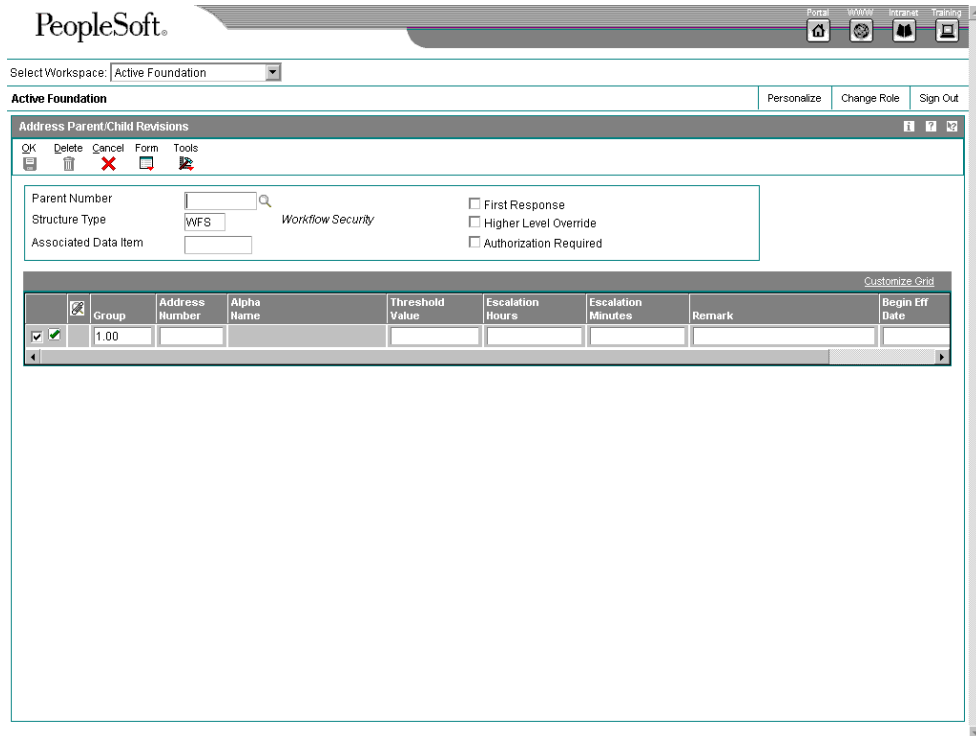 Portal WWW Intranet Training
PeopleSoft®
Select Workspace: Active Foundation
Active Foundation Personalize Change Role Sign Out
Address Parent/Child Revisions
OK Delete Cancel Form Tools
Parent Number First Response
Structure Type WFS Workflow Security Higher Level Override
Associated Data Item Authorization Required
Customize Grid
Group Address Number Alpha Name Threshold Value Escalation Hours Escalation Minutes Remark Begin Eff Date
1.00